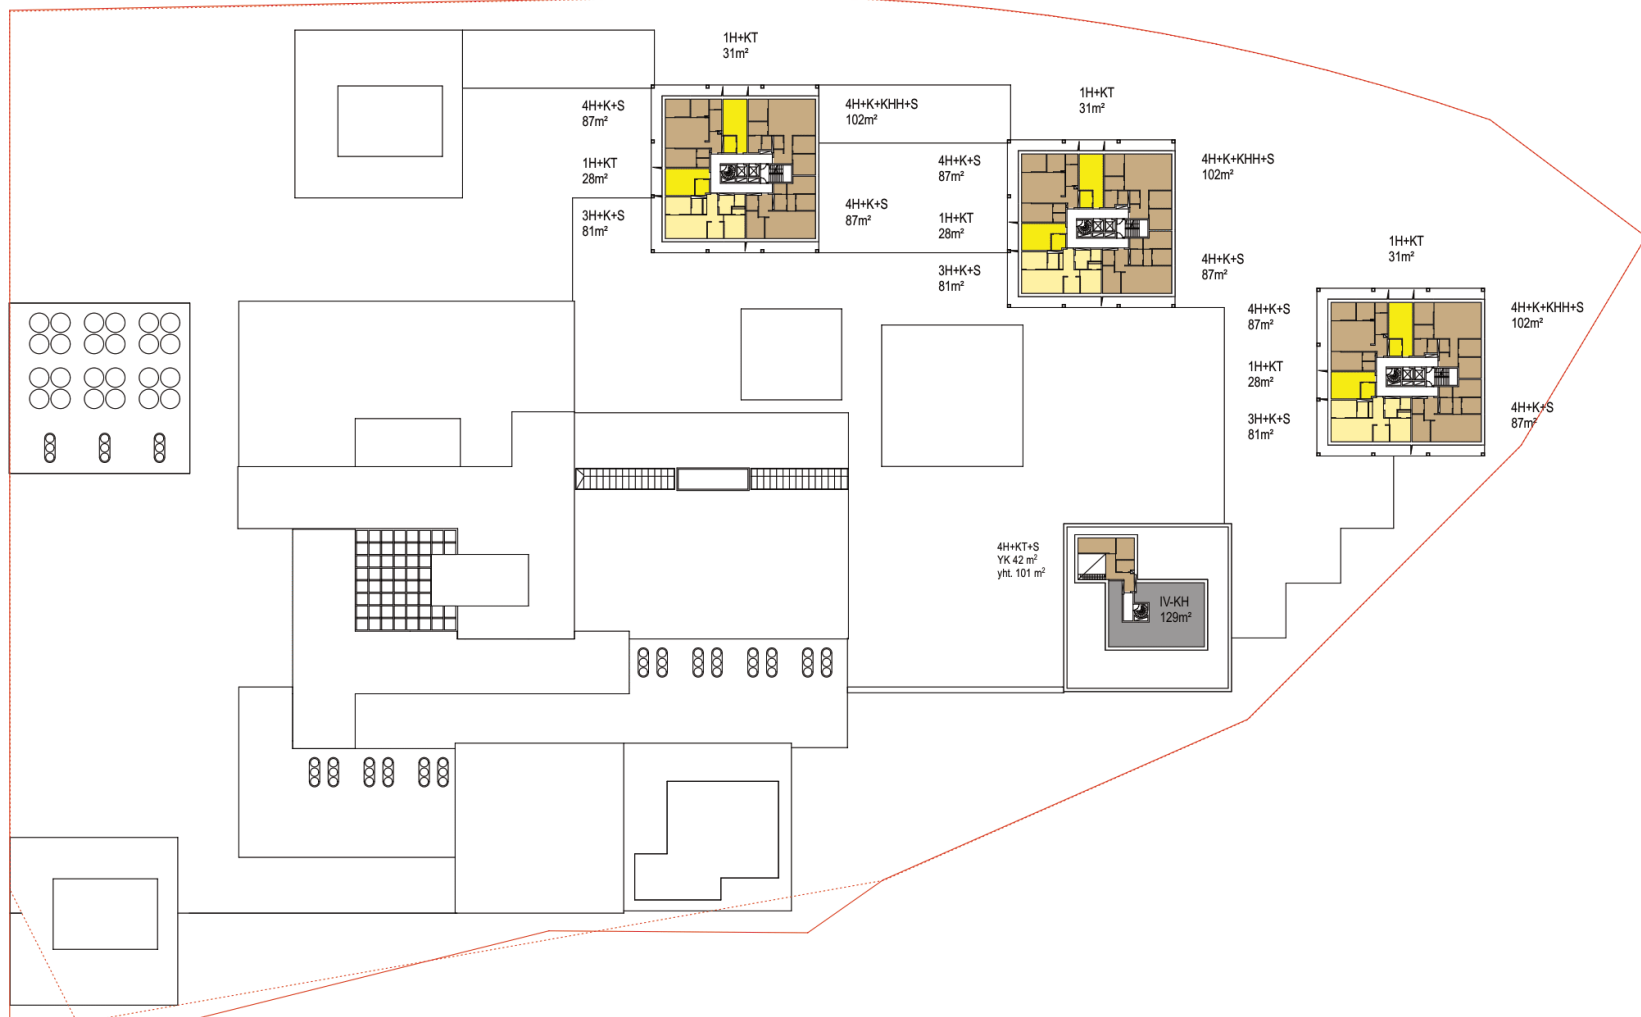 1H+KT
31m²
4H+K+S
87m²
1H+KT
28m²
3H+K+S
81m²
4H+K+KHH+S
102m²
4H+K+S
87m²
1H+KT
31m²
4H+K+S
87m²
1H+KT
28m²
3H+K+S
81m²
4H+K+KHH+S
102m²
4H+K+S
87m²
1H+KT
31m²
4H+K+S
87m²
1H+KT
28m²
3H+K+S
81m²
4H+K+KHH+S
102m²
4H+K+S
87m²
4H+KT+S
YK 42 m²
yht. 101 m²
IV-KH
129m²